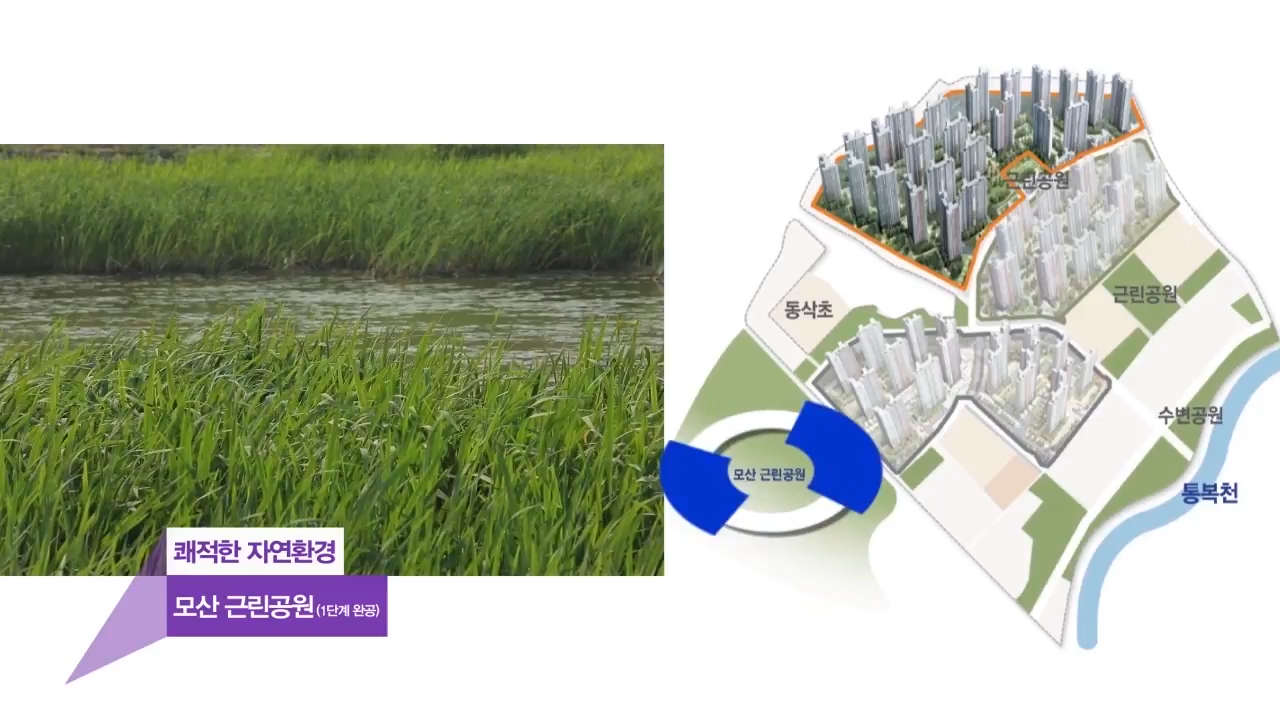 쾌적한 자연환경
모산 근린공원 (1단계 완공)
근린공원
근린공원
동삭초
수변공원
모산 근린공원
통복천